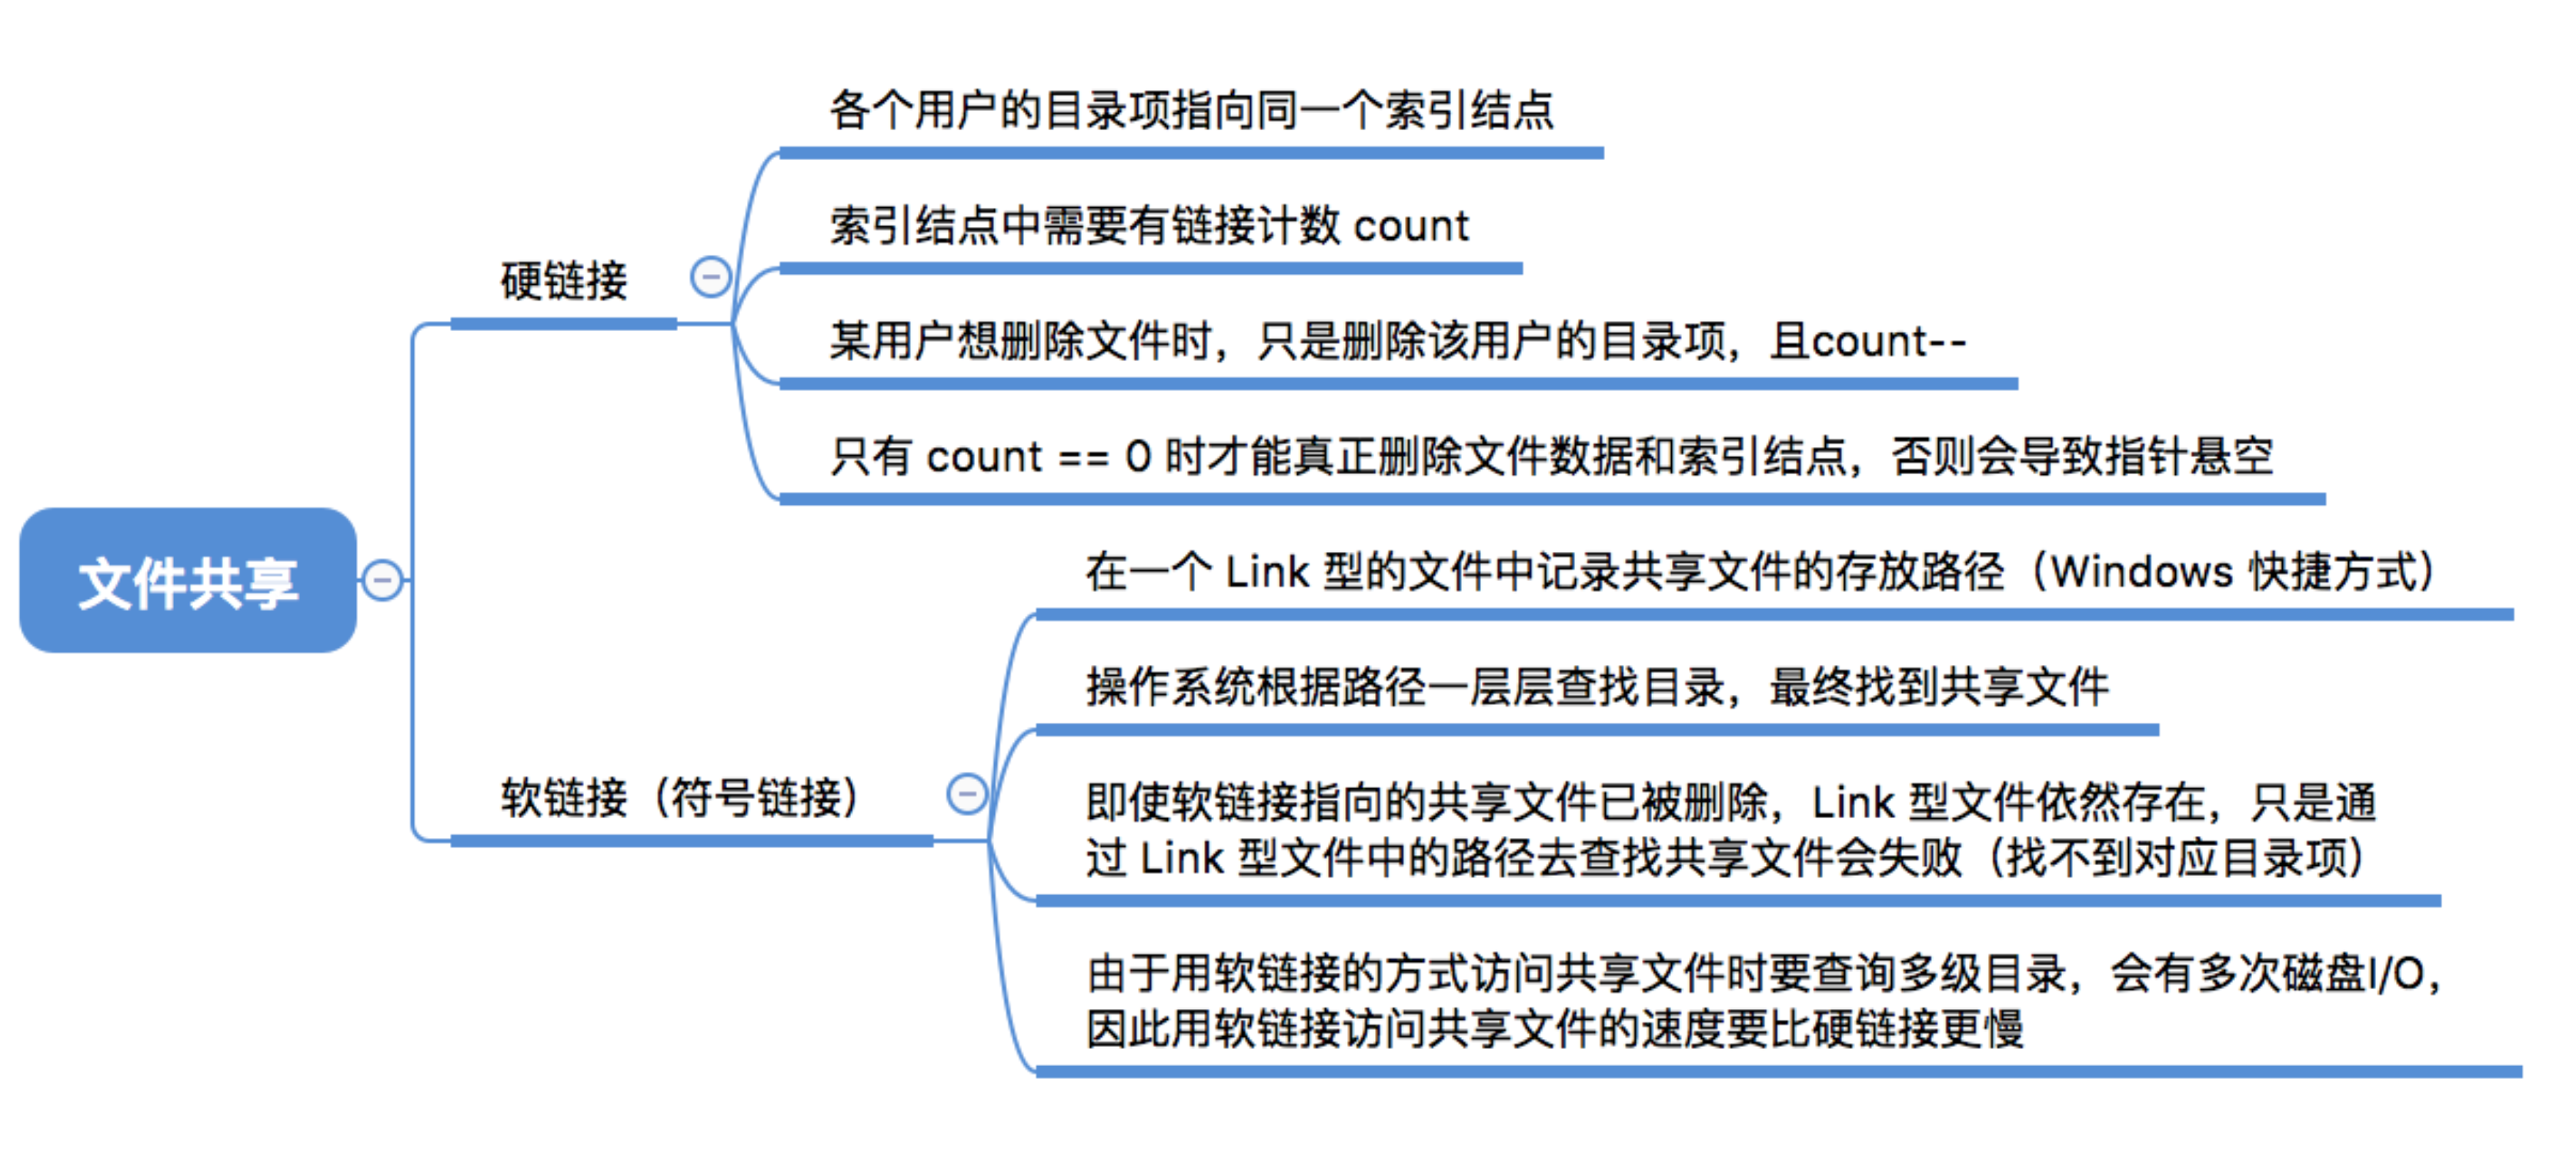 文件共享
硬链接
各个用户的目录项指向同一个索引结点
索引结点中需要有链接计数 count
某用户想删除文件时，只是删除该用户的目录项，且count--
只有 count == 0 时才能真正删除文件数据和索引结点，否则会导致指针悬空
软链接（符号链接）
在一个 Link 型的文件中记录共享文件的存放路径（Windows 快捷方式）
操作系统根据路径一层层查找目录，最终找到共享文件
即使软链接指向的共享文件已被删除，Link 型文件依然存在，只是通
过 Link 型文件中的路径去查找共享文件会失败（找不到对应目录项）
由于用软链接的方式访问共享文件时要查询多级目录，会有多次磁盘I/O，
因此用软链接访问共享文件的速度要比硬链接更慢